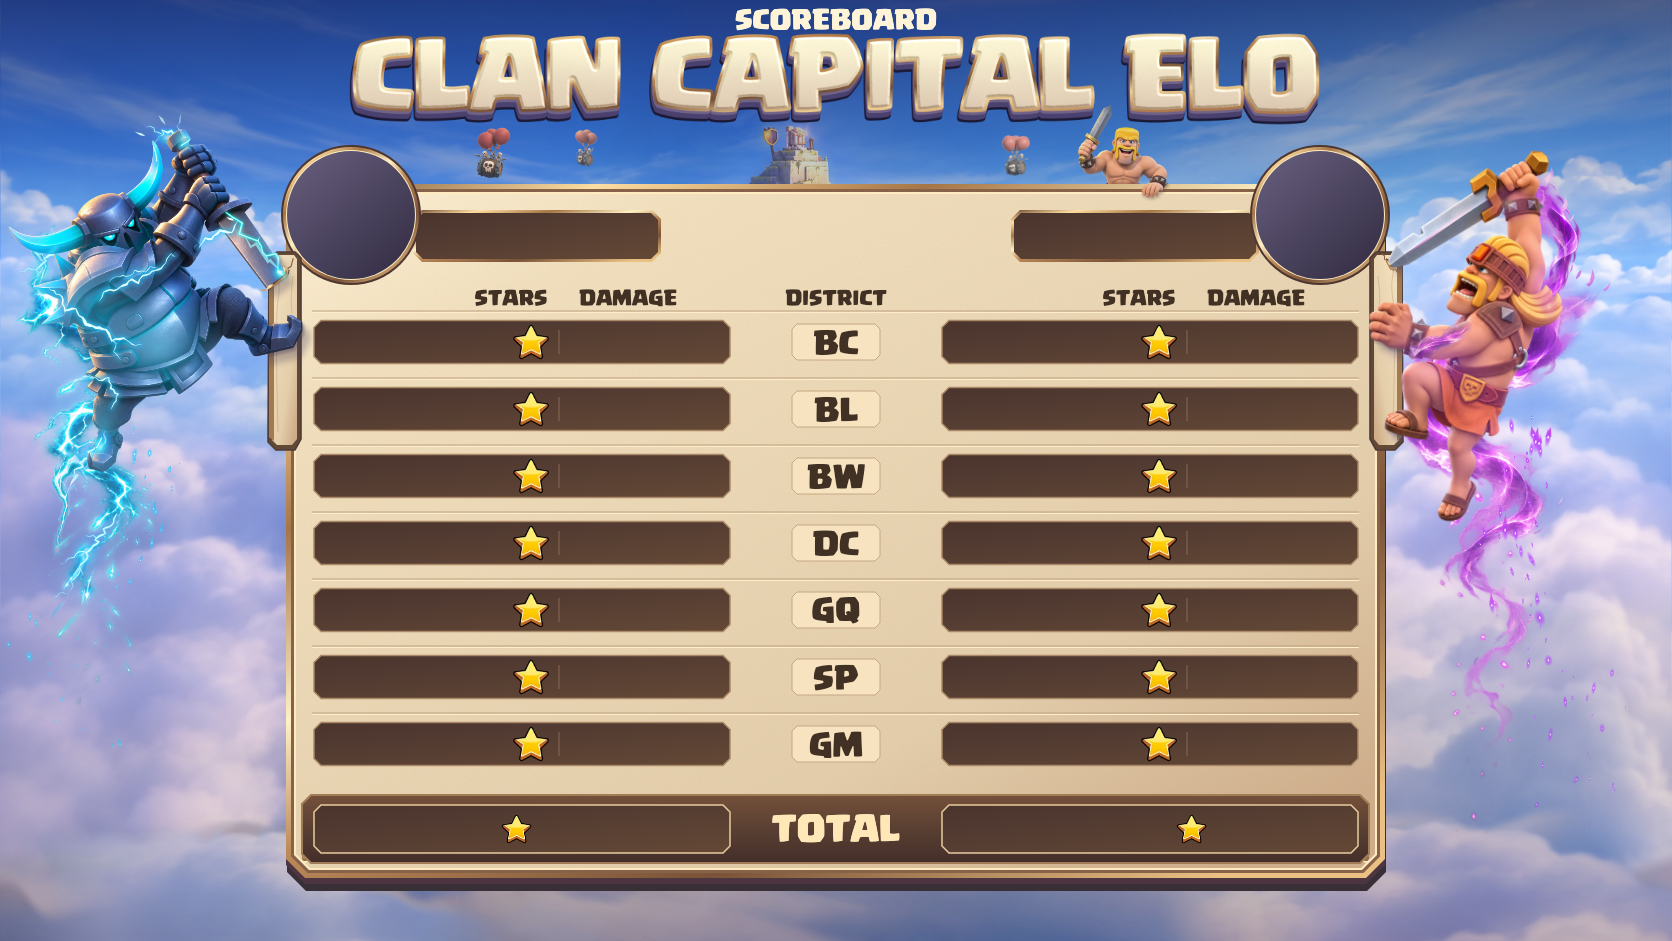 SCOREBOARD
CLAN CAPITAL ELO
STARS DAMAGE DISTRICT STARS DAMAGE
BC
BL
BW
DC
GQ
SP
GM
TOTAL